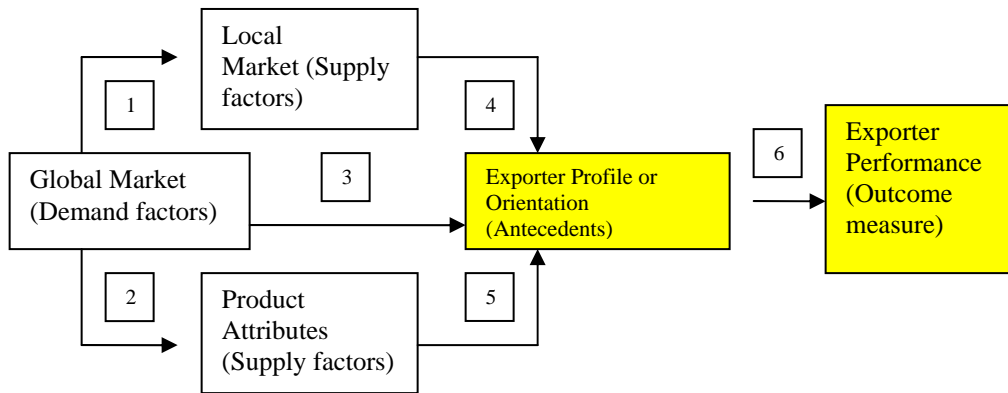 Local
Market (Supply
factors)
1
4
Global Market
(Demand factors)
3
Exporter Profile or
Orientation
(Antecedents)
6
Exporter
Performance
(Outcome
measure)
2
Product
Attributes
(Supply factors)
5